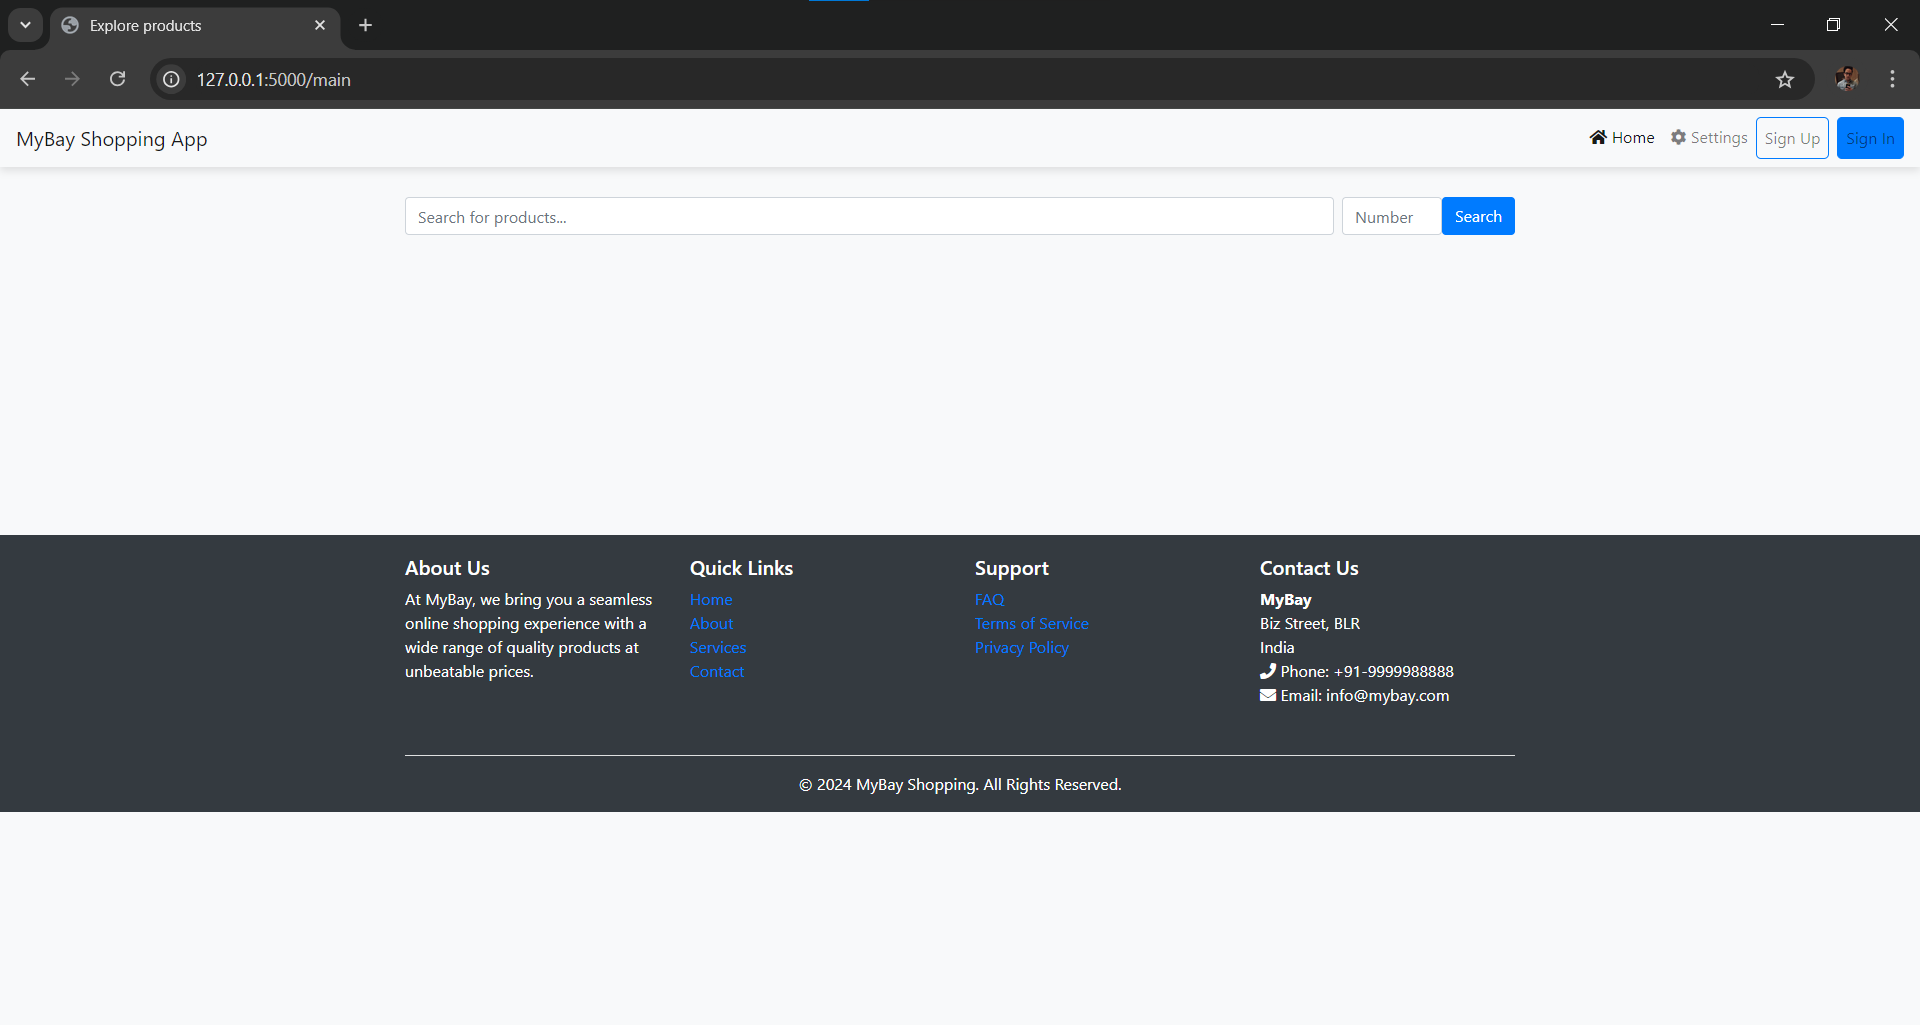 Explore products
127.0.0.1:5000/main
MyBay Shopping App
Home Settings Sign Up Sign In
Search for products... Number Search
About Us
At MyBay, we bring you a seamless
online shopping experience with a
wide range of quality products at
unbeatable prices.
Quick Links
Home
About
Services
Contact
Support
FAQ
Terms of Service
Privacy Policy
Contact Us
MyBay
Biz Street, BLR
India
Phone: +91-9999988888
Email: info@mybay.com
© 2024 MyBay Shopping. All Rights Reserved.